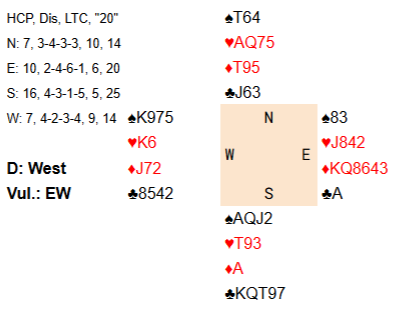 HCP, Dis, LTC, "20"
N: 7, 3-4-3-3, 10, 14
E: 10, 2-4-6-1, 6, 20
S: 16, 4-3-1-5, 5, 25
W: 7, 4-2-3-4, 9, 14
D: West
Vul.: EW
♠T64
♥AQ75
♦T95
♣J63
♠K975
♥K6
♦J72
♣8542
N
W E
S
♠83
♥J842
♦KQ8643
♣A
♠AQJ2
♥T93
♦A
♣KQT97